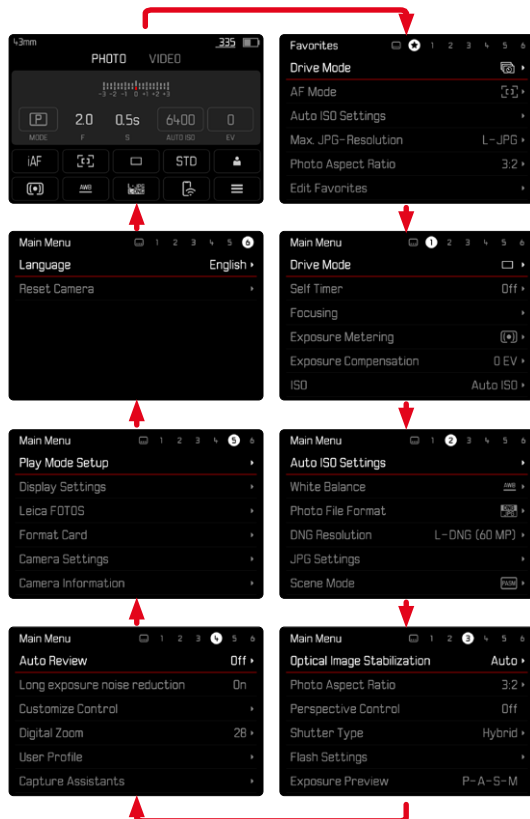 43mm 335
PHOTO VIDEO
-3 -2 -1 0 +1 +2 +3
P 2.0 0.5s 6400 0
MODE F S AUTO ISO EV
iAF STD
AWB L-JPG L-DNG
Favorites 1 2 3 4 5 6
Drive Mode
AF Mode
Auto ISO Settings
Max. JPG-Resolution L-JPG
Photo Aspect Ratio 3:2
Edit Favorites
Main Menu 1 2 3 4 5 6
Language English
Reset Camera
Main Menu 1 2 3 4 5 6
Drive Mode
Self Timer Off
Focusing
Exposure Metering
Exposure Compensation 0 EV
ISO Auto ISO
Main Menu 1 2 3 4 5 6
Play Mode Setup
Display Settings
Leica FOTOS
Format Card
Camera Settings
Camera Information
Main Menu 1 2 3 4 5 6
Auto ISO Settings
White Balance AWB
Photo File Format DNG JPG
DNG Resolution L-DNG (60 MP)
JPG Settings
Scene Mode PASM
Main Menu 1 2 3 4 5 6
Auto Review Off
Long exposure noise reduction On
Customize Control
Digital Zoom 28
User Profile
Capture Assistants
Main Menu 1 2 3 4 5 6
Optical Image Stabilization Auto
Photo Aspect Ratio 3:2
Perspective Control Off
Shutter Type Hybrid
Flash Settings
Exposure Preview P-A-S-M